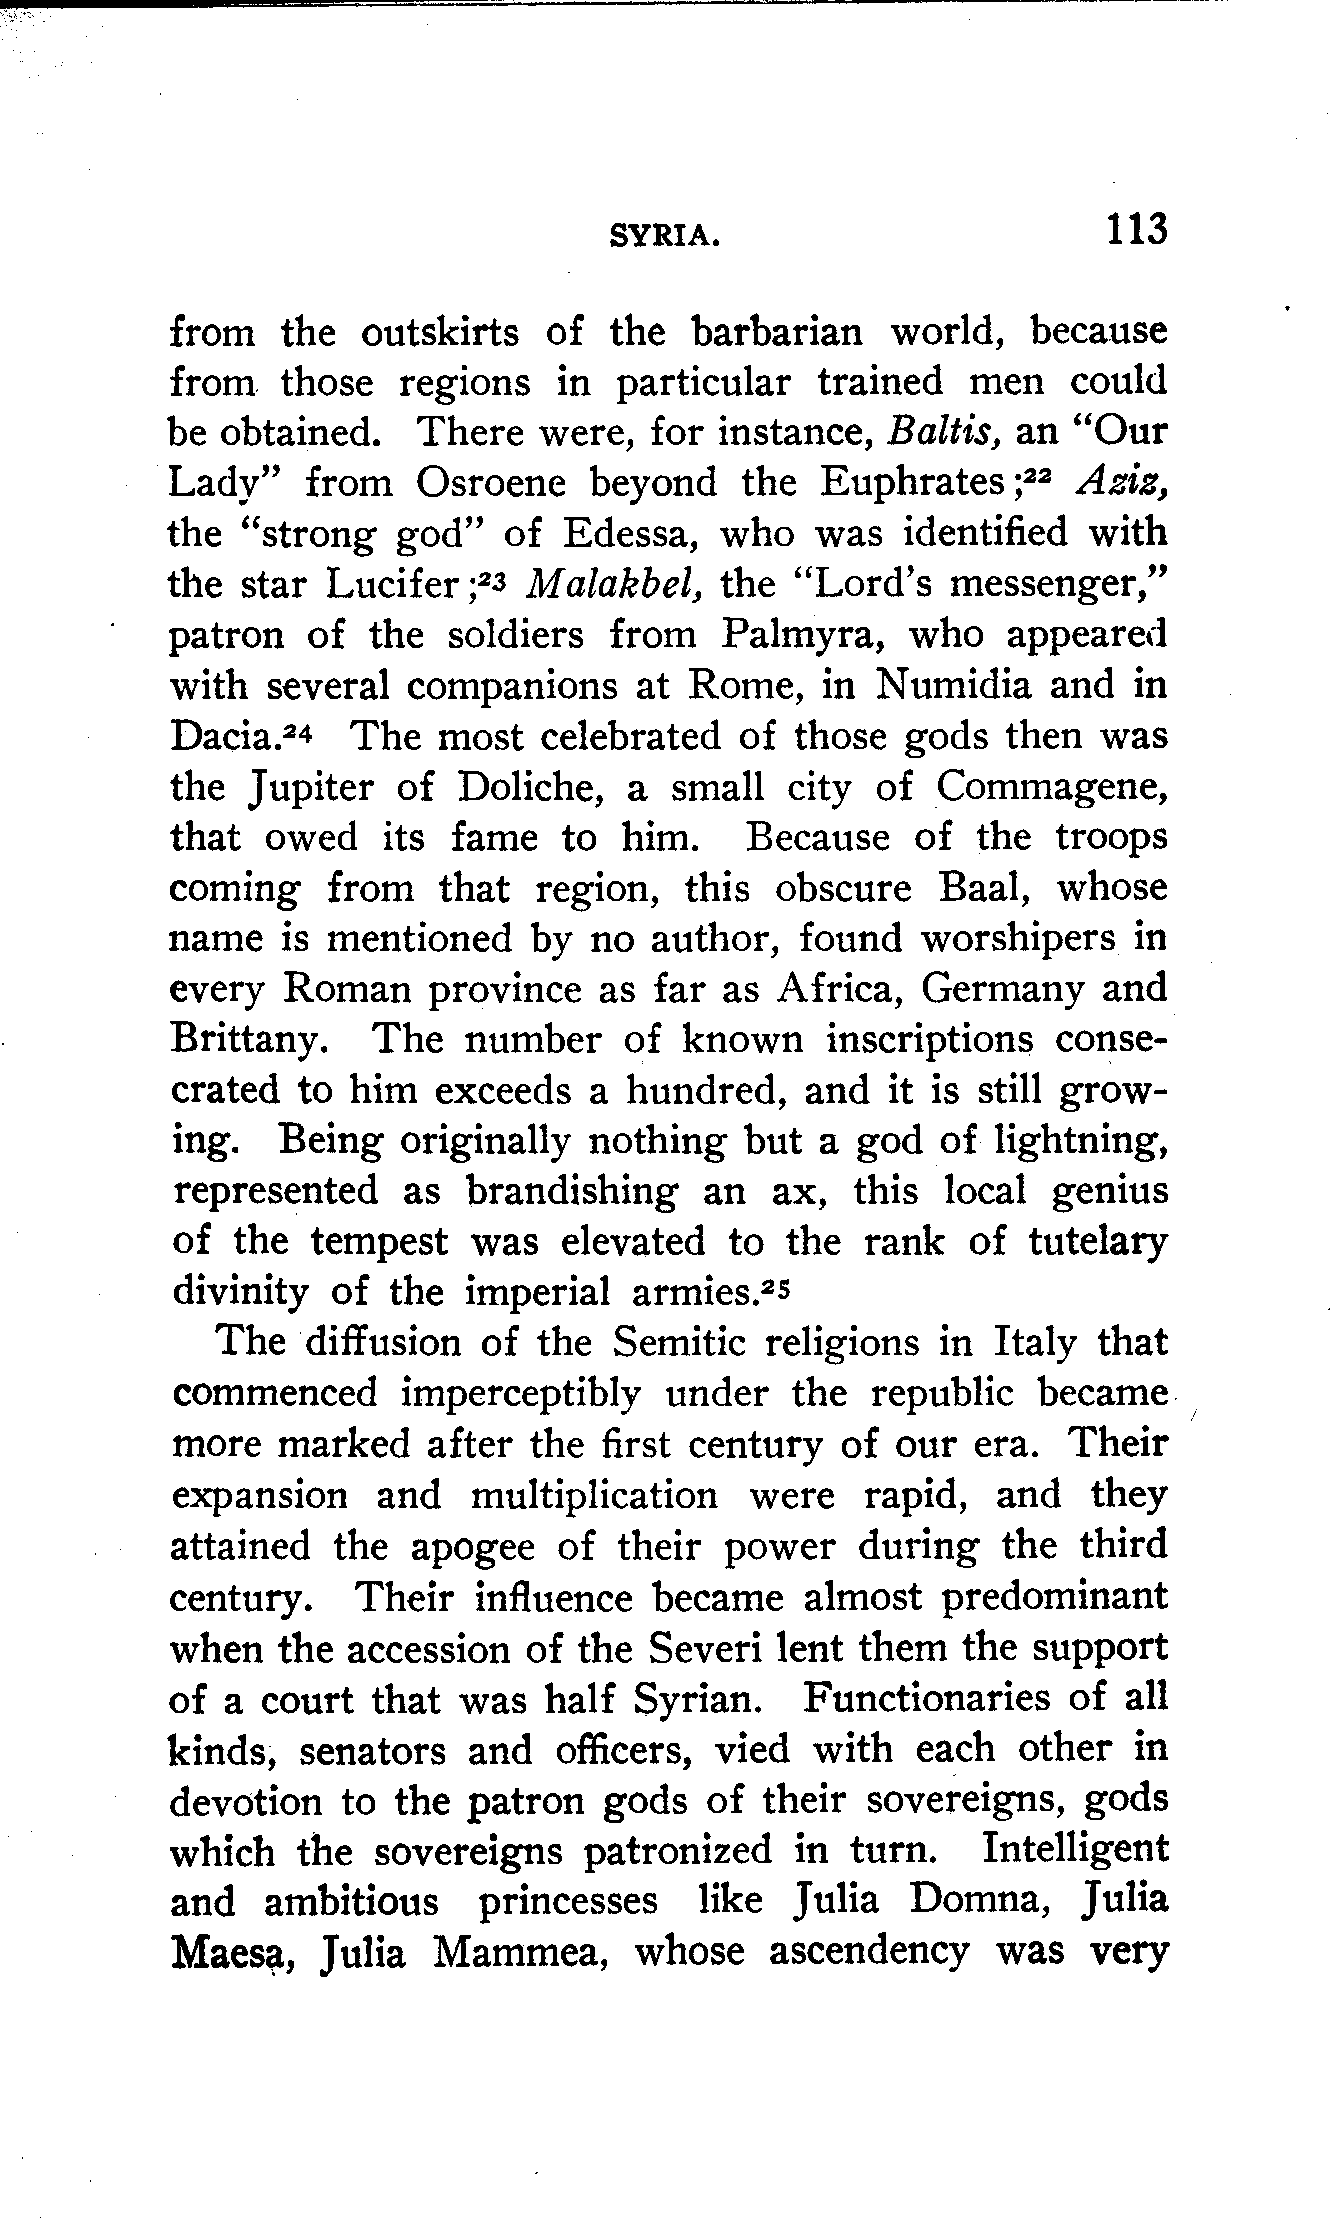 SYRIA. 113
from the outskirts of the barbarian world, because
from those regions in particular trained men could
be obtained. There were, for instance, Baltis, an “Our
Lady” from Osroene beyond the Euphrates;²² Aziz,
the “strong god” of Edessa, who was identified with
the star Lucifer;²³ Malakbel, the “Lord’s messenger,”
patron of the soldiers from Palmyra, who appeared
with several companions at Rome, in Numidia and in
Dacia.²⁴ The most celebrated of those gods then was
the Jupiter of Doliche, a small city of Commagene,
that owed its fame to him. Because of the troops
coming from that region, this obscure Baal, whose
name is mentioned by no author, found worshipers in
every Roman province as far as Africa, Germany and
Brittany. The number of known inscriptions conse-
crated to him exceeds a hundred, and it is still grow-
ing. Being originally nothing but a god of lightning,
represented as brandishing an ax, this local genius
of the tempest was elevated to the rank of tutelary
divinity of the imperial armies.²⁵
The diffusion of the Semitic religions in Italy that
commenced imperceptibly under the republic became
more marked after the first century of our era. Their
expansion and multiplication were rapid, and they
attained the apogee of their power during the third
century. Their influence became almost predominant
when the accession of the Severi lent them the support
of a court that was half Syrian. Functionaries of all
kinds, senators and officers, vied with each other in
devotion to the patron gods of their sovereigns, gods
which the sovereigns patronized in turn. Intelligent
and ambitious princesses like Julia Domna, Julia
Maesa, Julia Mammea, whose ascendency was very